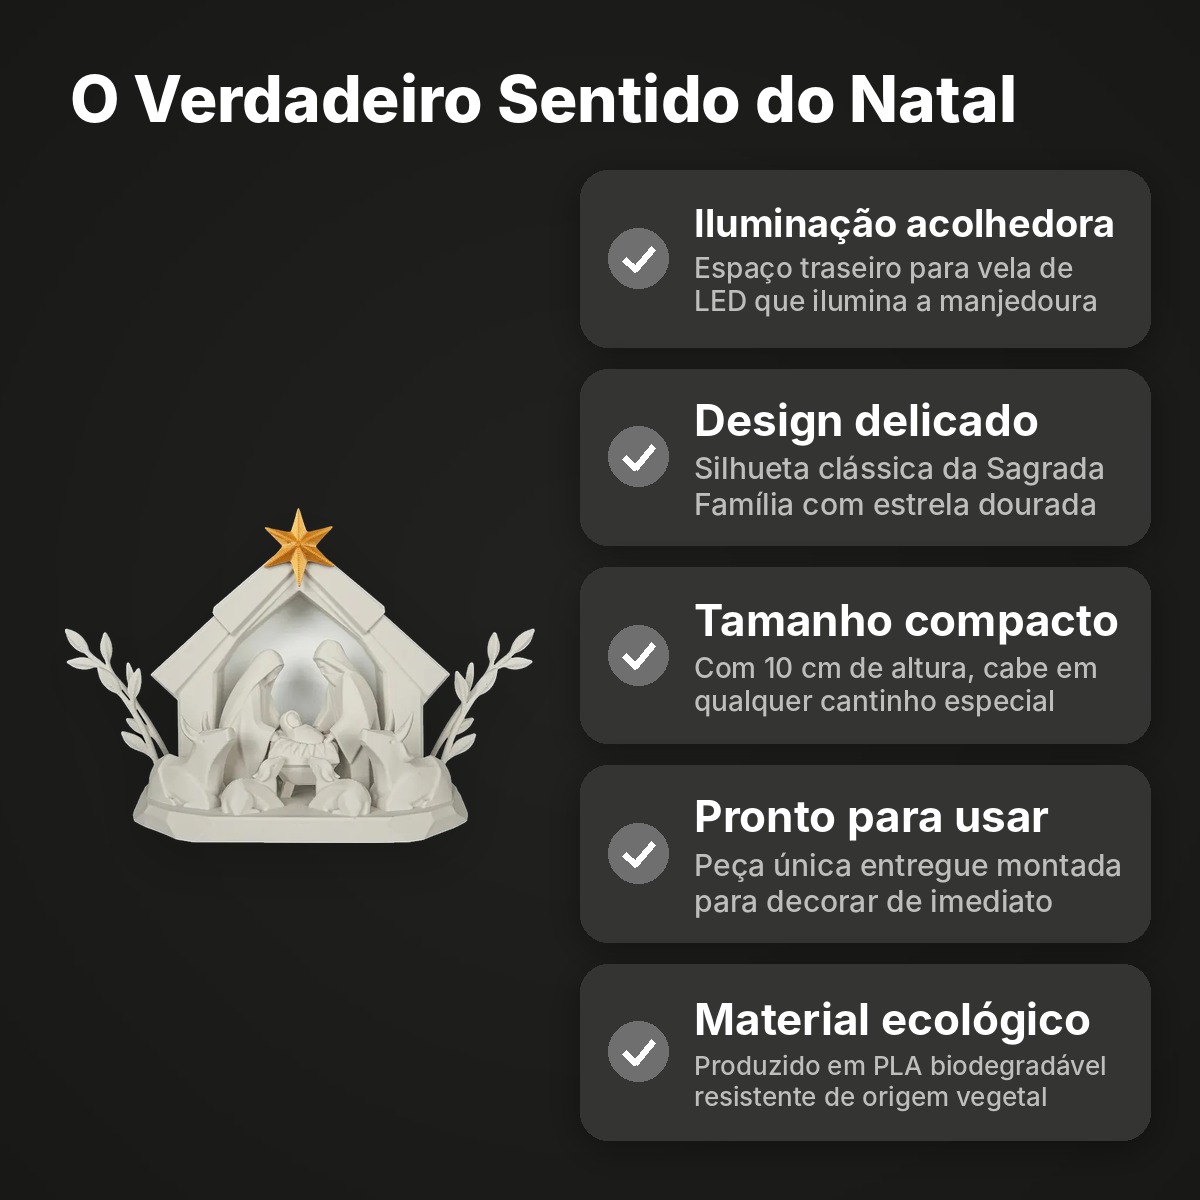 O Verdadeiro Sentido do Natal
Iluminação acolhedora
Espaço traseiro para vela de
LED que ilumina a manjedoura
Design delicado
Silhueta clássica da Sagrada
Família com estrela dourada
Tamanho compacto
Com 10 cm de altura, cabe em
qualquer cantinho especial
Pronto para usar
Peça única entregue montada
para decorar de imediato
Material ecológico
Produzido em PLA biodegradável
resistente de origem vegetal